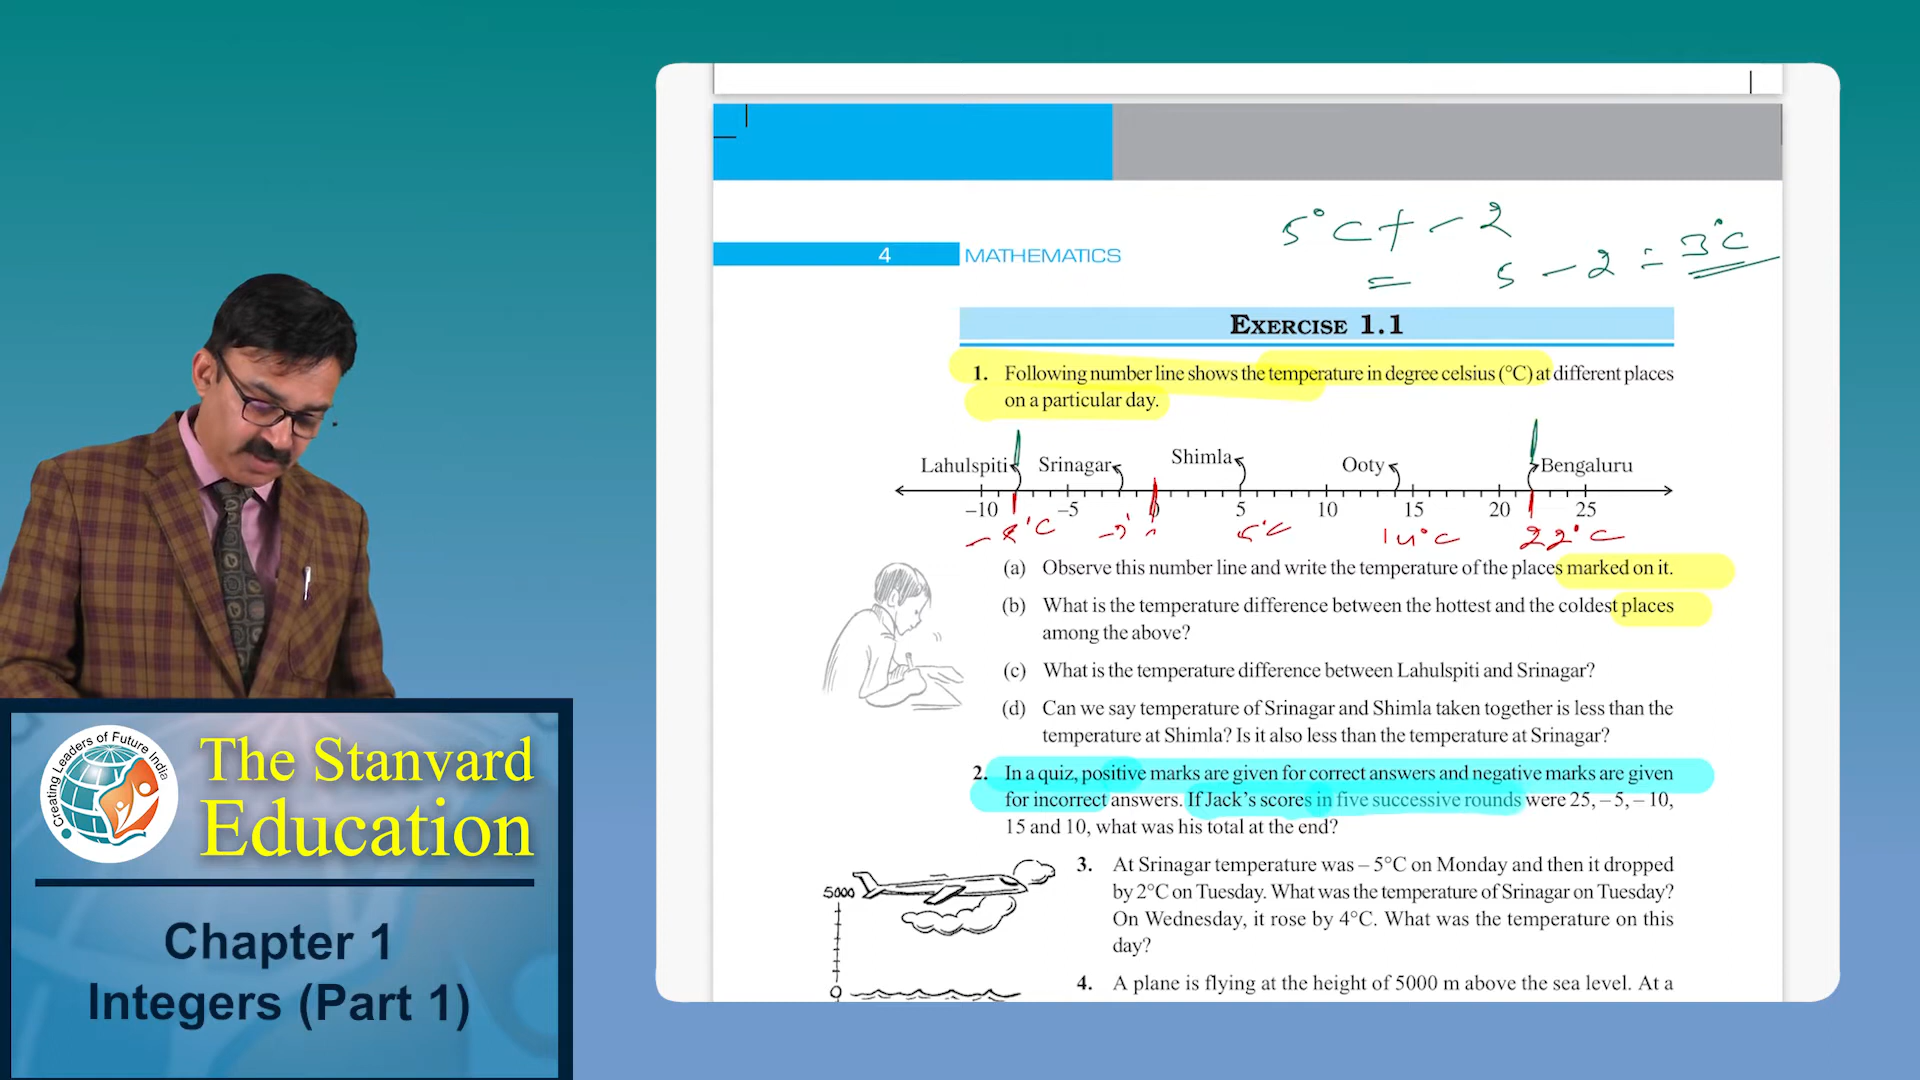 5°C + - 2
= 5 - 2 = 3°C
4 MATHEMATICS
EXERCISE 1.1
1. Following number line shows the temperature in degree celsius (°C) at different places
on a particular day.
Lahulspiti Srinagar Shimla Ooty Bengaluru
–10 –5 0 5 10 15 20 25
-8°C 5°C 14°C 22°C
(a) Observe this number line and write the temperature of the places marked on it.
(b) What is the temperature difference between the hottest and the coldest places
among the above?
(c) What is the temperature difference between Lahulspiti and Srinagar?
(d) Can we say temperature of Srinagar and Shimla taken together is less than the
temperature at Shimla? Is it also less than the temperature at Srinagar?
2. In a quiz, positive marks are given for correct answers and negative marks are given
for incorrect answers. If Jack's scores in five successive rounds were 25, – 5, – 10,
15 and 10, what was his total at the end?
3. At Srinagar temperature was – 5°C on Monday and then it dropped
by 2°C on Tuesday. What was the temperature of Srinagar on Tuesday?
On Wednesday, it rose by 4°C. What was the temperature on this
day?
4. A plane is flying at the height of 5000 m above the sea level. At a
5000
0
Creating Leaders of Future India
The Stanvard
Education
Chapter 1
Integers (Part 1)